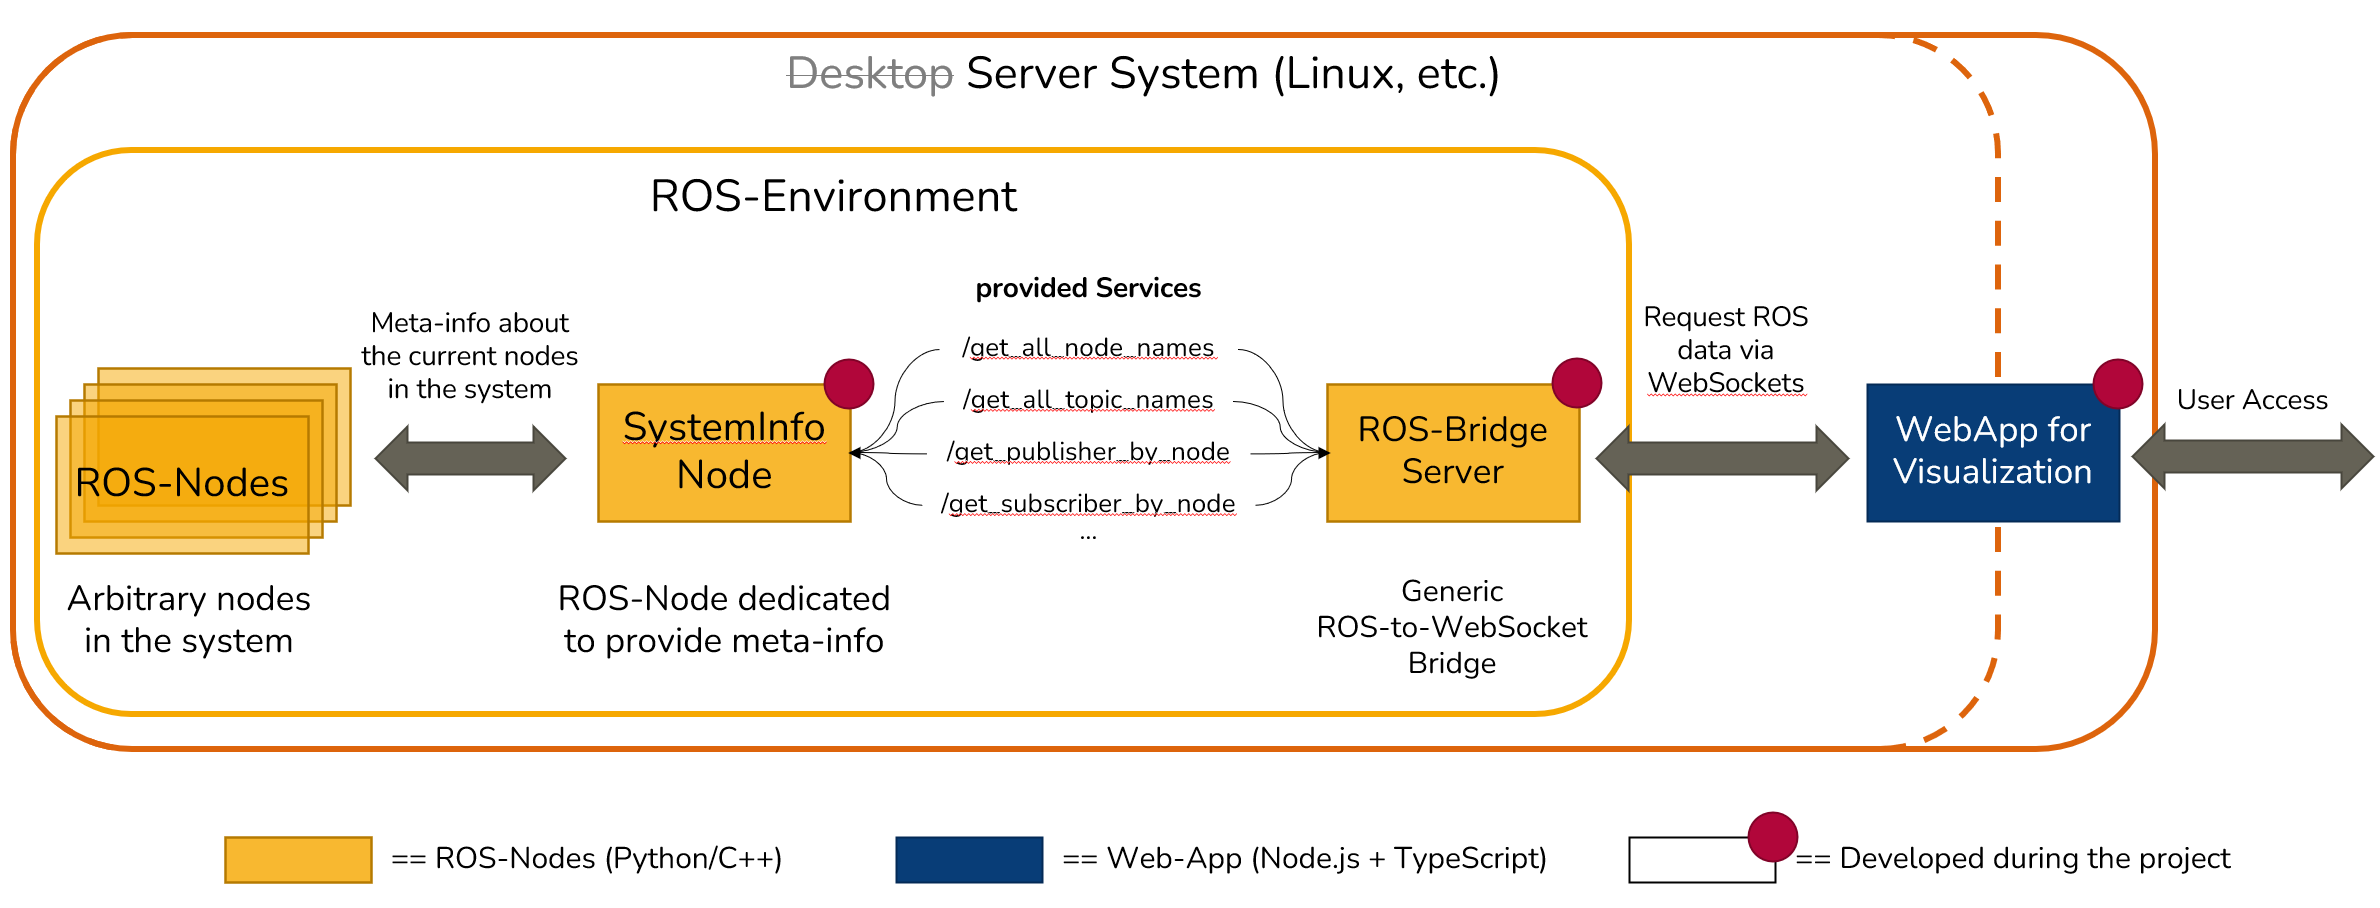 Desktop Server System (Linux, etc.)
ROS-Environment
Meta-info about
the current nodes
in the system
provided Services
/get_all_node_names
/get_all_topic_names
/get_publisher_by_node
/get_subscriber_by_node
...
Request ROS
data via
WebSockets
User Access
ROS-Nodes
SystemInfo
Node
ROS-Bridge
Server
WebApp for
Visualization
Arbitrary nodes
in the system
ROS-Node dedicated
to provide meta-info
Generic
ROS-to-WebSocket
Bridge
== ROS-Nodes (Python/C++)
== Web-App (Node.js + TypeScript)
== Developed during the project